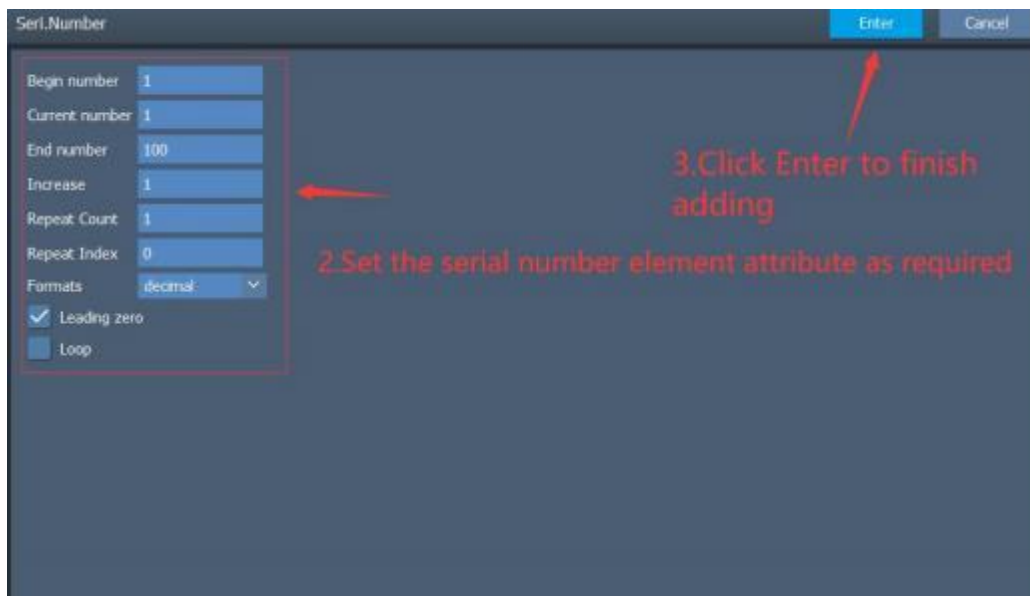 Seri.Number
Enter
Cancel
Begin number 1
Current number 1
End number 100
Increase 1
Repeat Count 1
Repeat Index 0
Formats decimal
Leading zero
Loop
3.Click Enter to finish
adding
2.Set the serial number element attribute as required